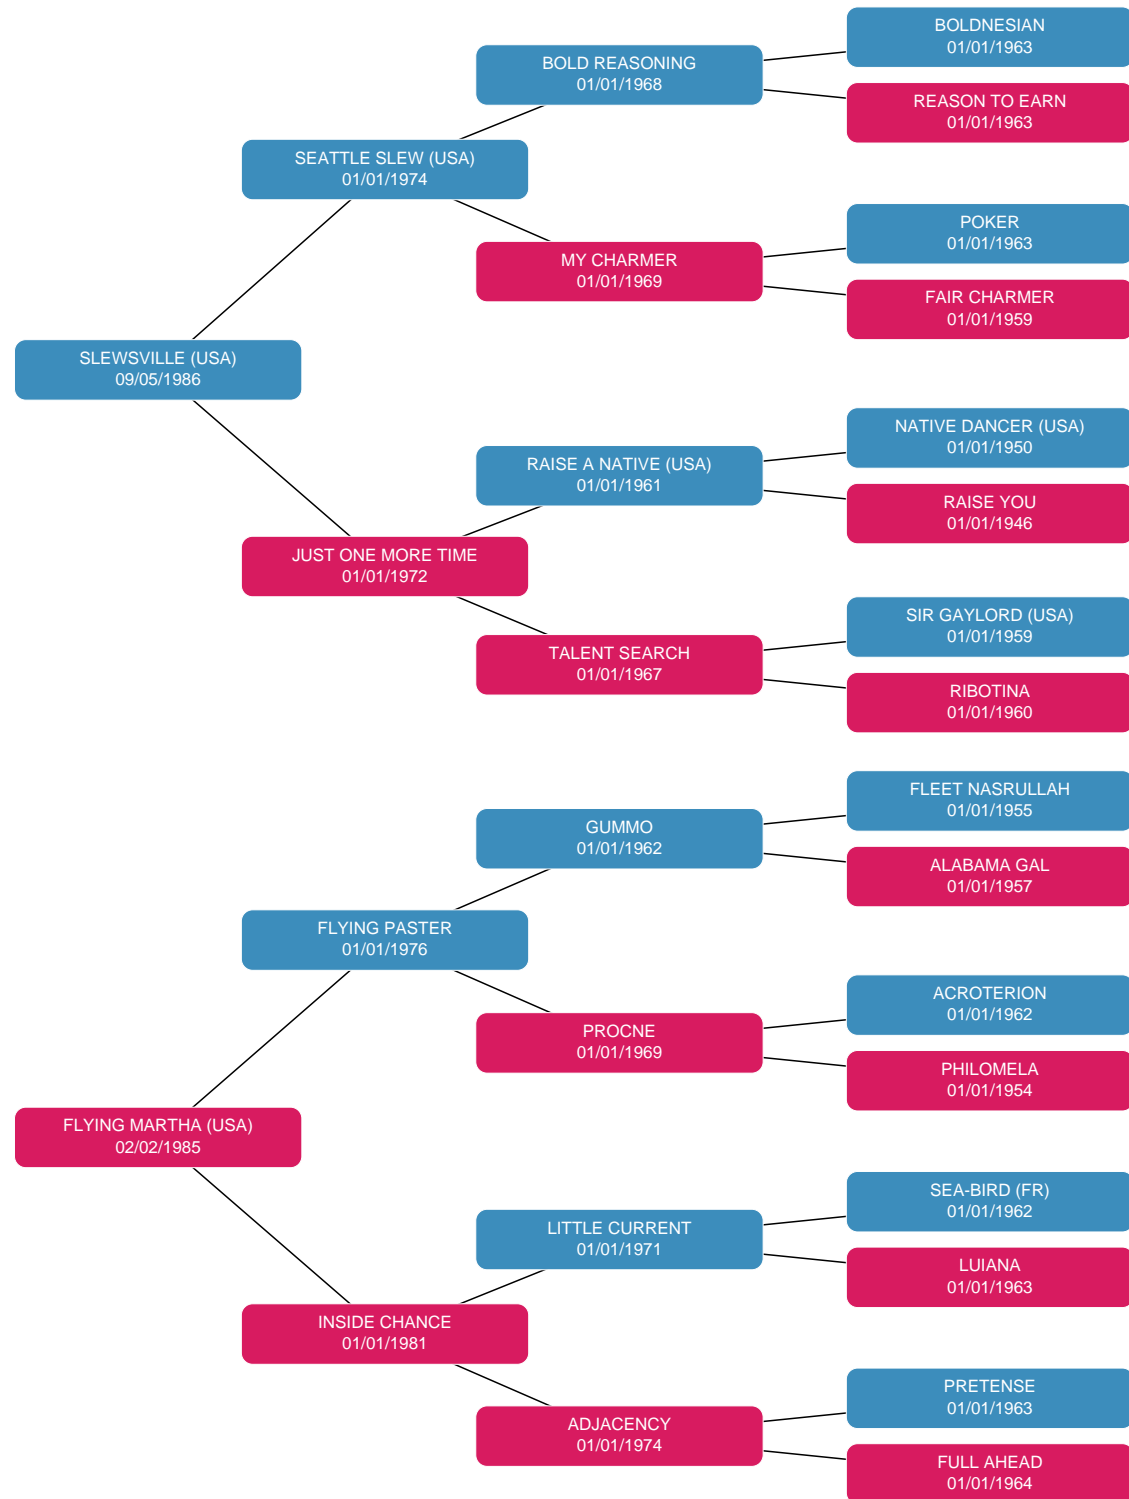 BOLDNESIAN
01/01/1963
BOLD REASONING
01/01/1968
REASON TO EARN
01/01/1963
SEATTLE SLEW (USA)
01/01/1974
POKER
01/01/1963
MY CHARMER
01/01/1969
FAIR CHARMER
01/01/1959
SLEWSVILLE (USA)
09/05/1986
NATIVE DANCER (USA)
01/01/1950
RAISE A NATIVE (USA)
01/01/1961
RAISE YOU
01/01/1946
JUST ONE MORE TIME
01/01/1972
SIR GAYLORD (USA)
01/01/1959
TALENT SEARCH
01/01/1967
RIBOTINA
01/01/1960
FLEET NASRULLAH
01/01/1955
GUMMO
01/01/1962
ALABAMA GAL
01/01/1957
FLYING PASTER
01/01/1976
ACROTERION
01/01/1962
PROCNE
01/01/1969
PHILOMELA
01/01/1954
FLYING MARTHA (USA)
02/02/1985
SEA-BIRD (FR)
01/01/1962
LITTLE CURRENT
01/01/1971
LUIANA
01/01/1963
INSIDE CHANCE
01/01/1981
PRETENSE
01/01/1963
ADJACENCY
01/01/1974
FULL AHEAD
01/01/1964